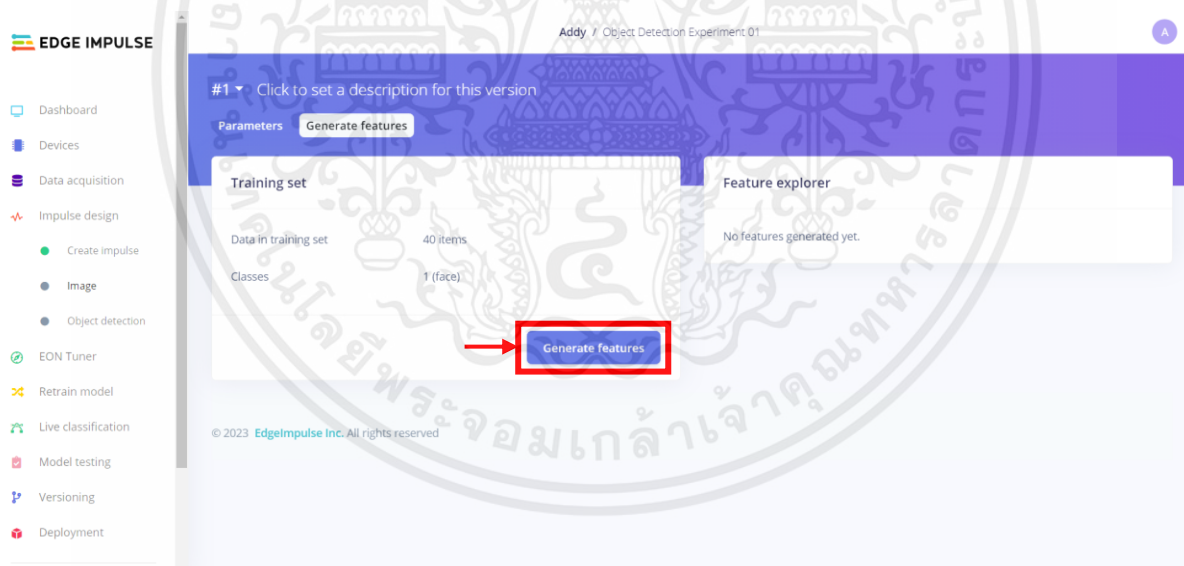 EDGE IMPULSE
Addy / Object Detection Experiment 01
A
#1 Click to set a description for this version
Parameters Generate features
Dashboard
Devices
Data acquisition
Impulse design
Create impulse
Image
Object detection
EON Tuner
Retrain model
Live classification
Model testing
Versioning
Deployment
Training set
Data in training set 40 items
Classes 1 (face)
Generate features
Feature explorer
No features generated yet.
© 2023 EdgeImpulse Inc. All rights reserved